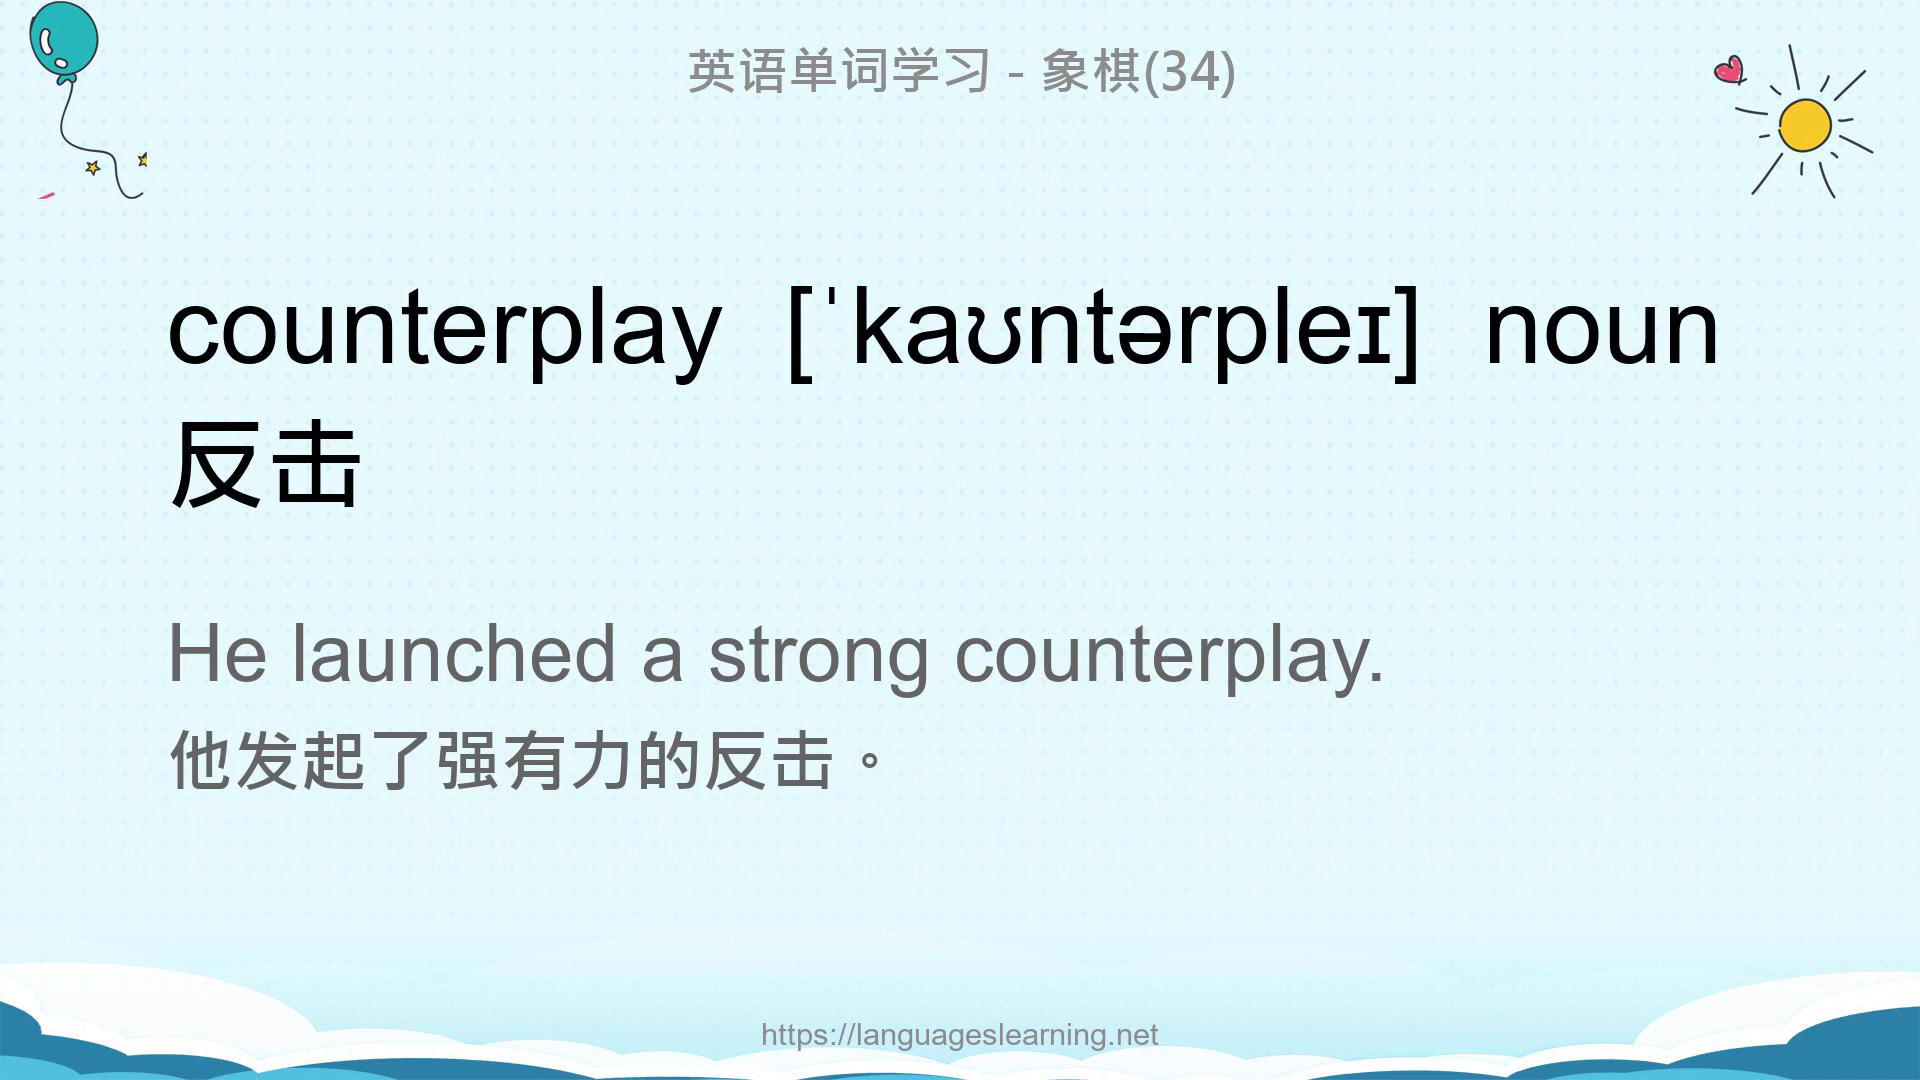 英语单词学习 - 象棋(34)
counterplay [ˈkaʊntərpleɪ] noun
反击
He launched a strong counterplay.
他发起了强有力的反击。
https://languageslearning.net